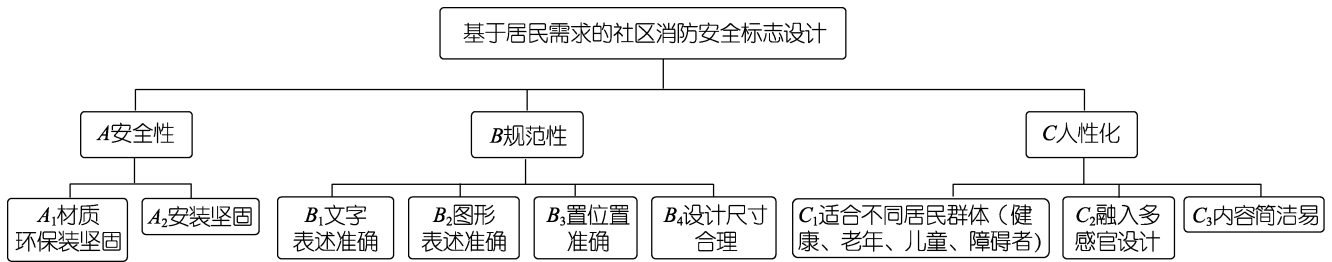 基于居民需求的社区消防安全标志设计
A安全性
B规范性
C人性化
A₁材质
环保装坚固
A₂安装坚固
B₁文字
表述准确
B₂图形
表述准确
B₃置位置
准确
B₄设计尺寸
合理
C₁适合不同居民群体（健
康、老年、儿童、障碍者）
C₂融入多
感官设计
C₃内容简洁易